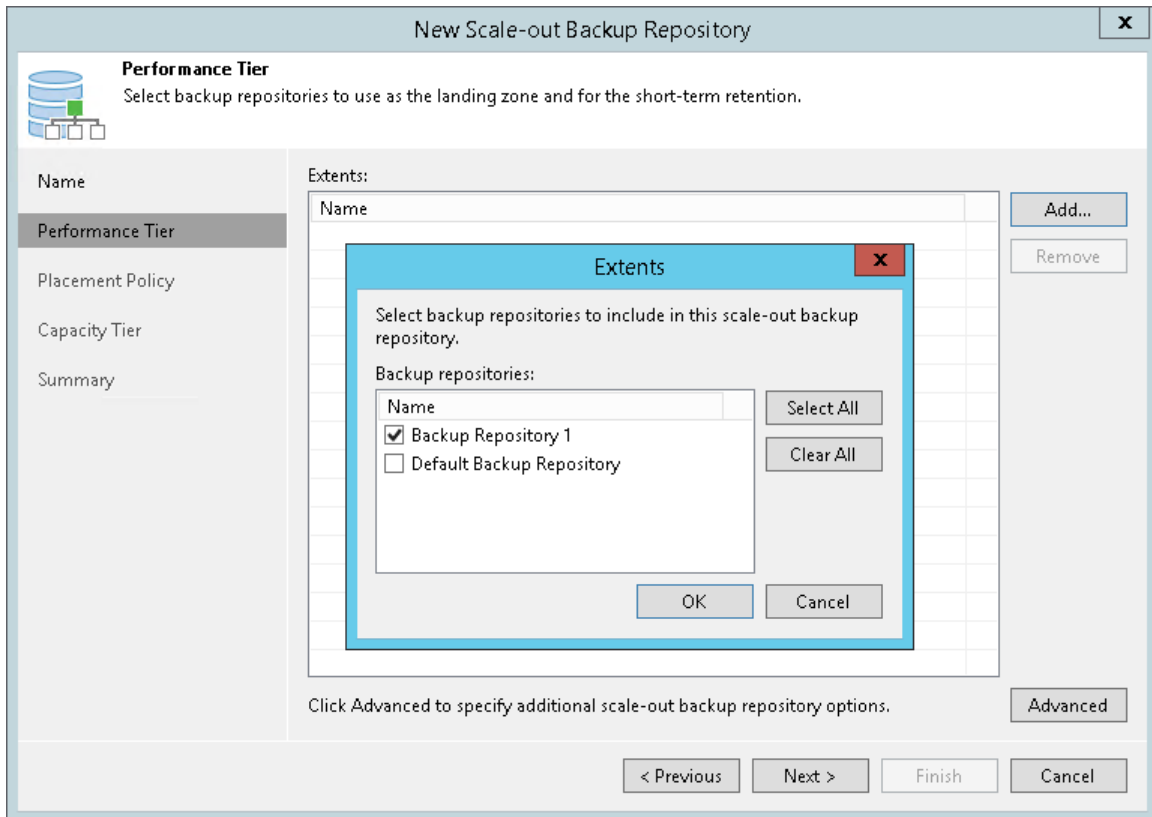 New Scale-out Backup Repository
x
Performance Tier
Select backup repositories to use as the landing zone and for the short-term retention.
Name
Performance Tier
Placement Policy
Capacity Tier
Summary
Extents:
Name
Add...
Remove
Extents
x
Select backup repositories to include in this scale-out backup
repository.
Backup repositories:
Name
Backup Repository 1
Default Backup Repository
Select All
Clear All
OK
Cancel
Click Advanced to specify additional scale-out backup repository options.
Advanced
< Previous
Next >
Finish
Cancel